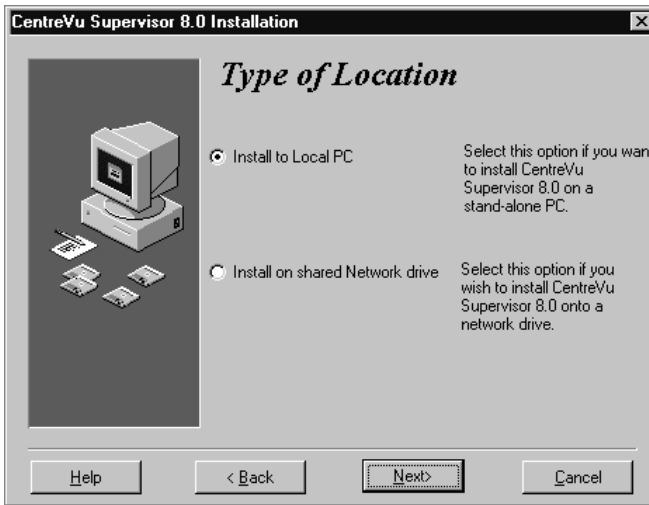 CentreVu Supervisor 8.0 Installation
Type of Location
Install to Local PC
Select this option if you wan
to install CentreVu
Supervisor 8.0 on a
stand-alone PC.
Install on shared Network drive
Select this option if you
wish to install CentreVu
Supervisor 8.0 onto a
network drive.
Help
< Back
Next>
Cancel